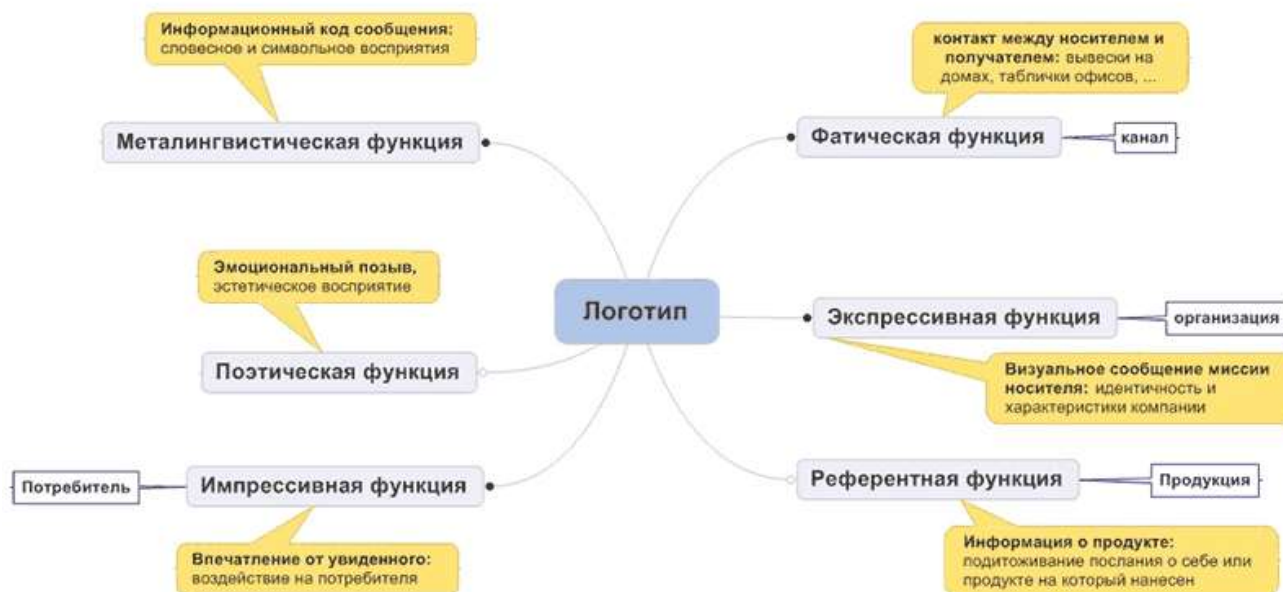 Информационный код сообщения:
словесное и символьное восприятия
Металингвистическая функция
Эмоциональный позыв,
эстетическое восприятие
Поэтическая функция
Потребитель
Импрессивная функция
Впечатление от увиденного:
воздействие на потребителя
Логотип
контакт между носителем и
получателем: вывески на
домах, таблички офисов, ...
Фатическая функция
канал
Экспрессивная функция
организация
Визуальное сообщение миссии
носителя: идентичность и
характеристики компании
Референтная функция
Продукция
Информация о продукте:
подитоживание послания о себе или
продукте на который нанесен